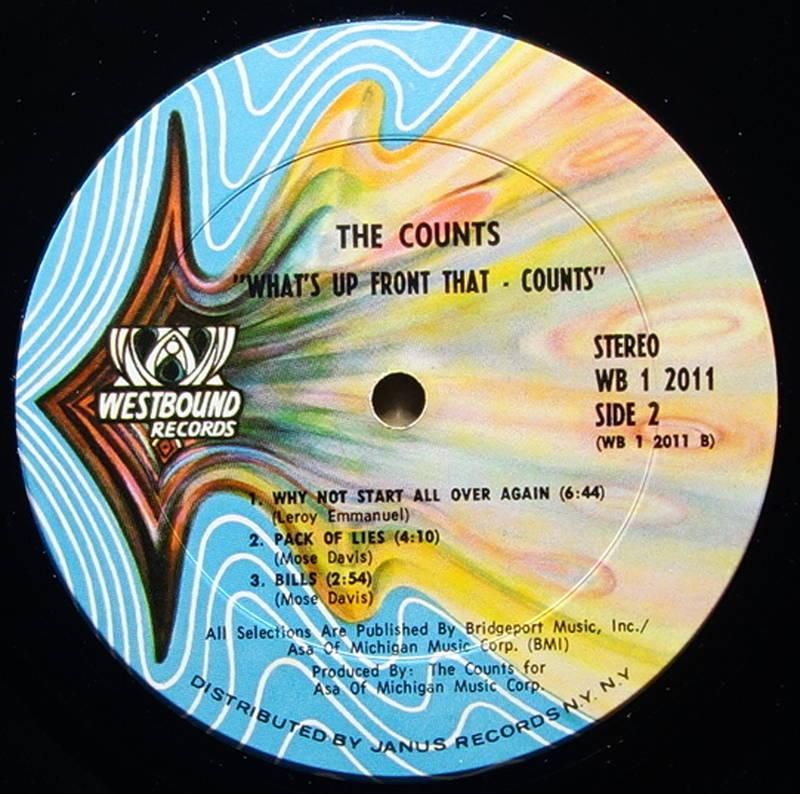 THE COUNTS
"WHAT'S UP FRONT THAT - COUNTS"
STEREO
WB 1 2011
SIDE 2
(WB 1 2011 B)
WESTBOUND
RECORDS
1. WHY NOT START ALL OVER AGAIN (6:44)
(Leroy Emmanuel)
2. PACK OF LIES (4:10)
(Mose Davis)
3. BILLS (2:54)
(Mose Davis)
All Selections Are Published By Bridgeport Music, Inc./
Asa Of Michigan Music Corp. (BMI)
Produced By: The Counts for
Asa Of Michigan Music Corp.
DISTRIBUTED BY JANUS RECORDS N.Y. N.Y